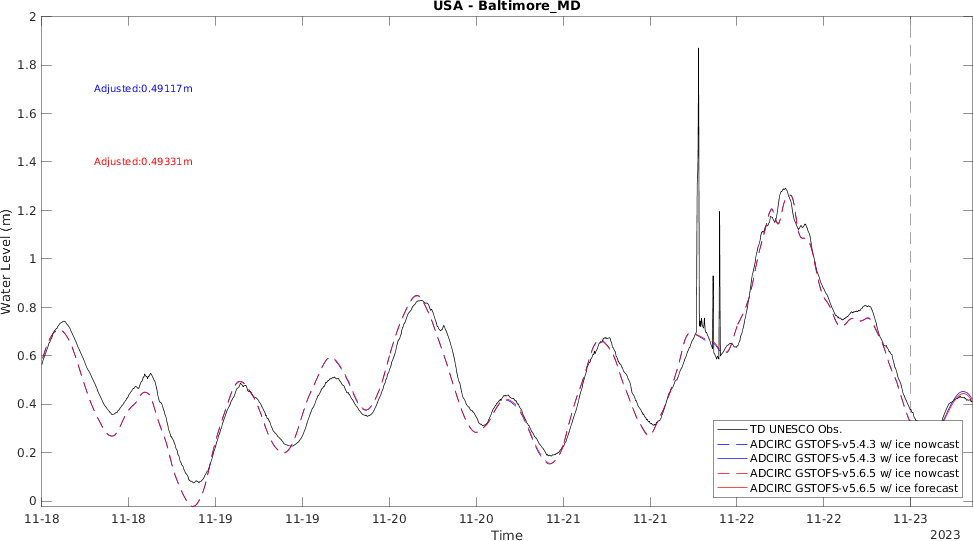 USA - Baltimore_MD
2
1.8
Adjusted:0.49117m
1.6
1.4
Adjusted:0.49331m
1.2
Water Level (m)
1
0.8
0.6
0.4
0.2
0
TD UNESCO Obs.
ADCIRC GSTOFS-v5.4.3 w/ ice nowcast
ADCIRC GSTOFS-v5.4.3 w/ ice forecast
ADCIRC GSTOFS-v5.6.5 w/ ice nowcast
ADCIRC GSTOFS-v5.6.5 w/ ice forecast
11-18 11-18 11-19 11-19 11-20 11-20 11-21 11-21 11-22 11-22 11-23
Time
2023